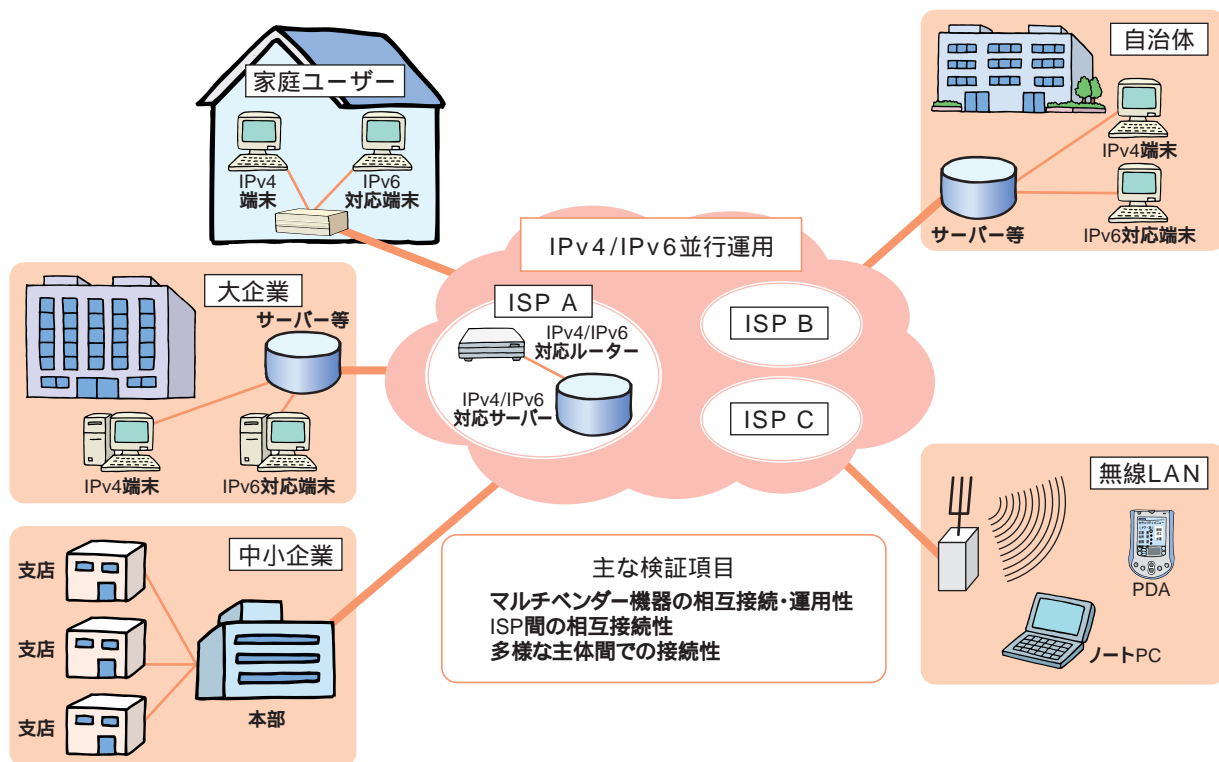 家庭ユーザー
IPv4
端末
IPv6
対応端末
自治体
IPv4端末
サーバー等
IPv6対応端末
IPv4/IPv6並行運用
大企業
サーバー等
IPv4端末
IPv6対応端末
ISP A
IPv4/IPv6
対応ルーター
IPv4/IPv6
対応サーバー
ISP B
ISP C
中小企業
支店
支店
支店
本部
主な検証項目
マルチベンダー機器の相互接続・運用性
ISP間の相互接続性
多様な主体間での接続性
無線LAN
PDA
ノートPC